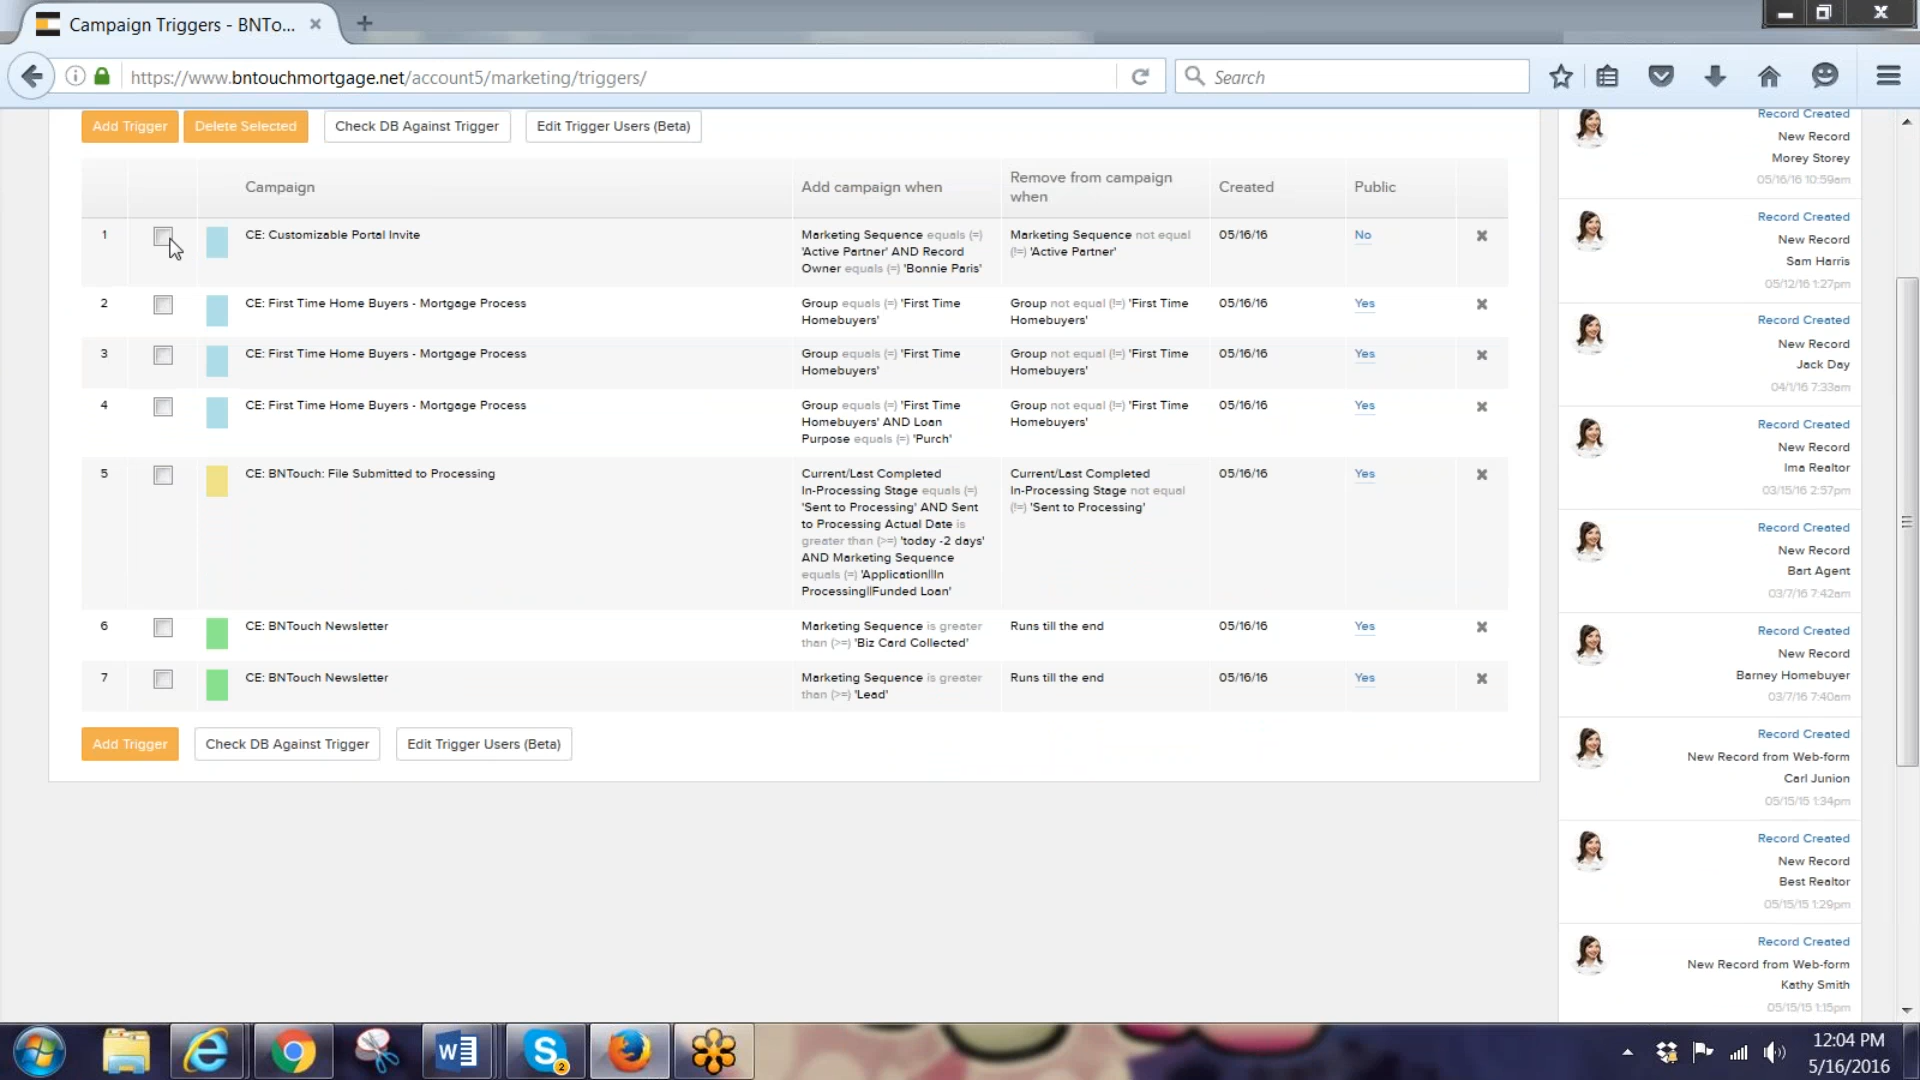 Campaign Triggers - BNTo...
https://www.bntouchmortgage.net/account5/marketing/triggers/
Search
Add Trigger
Delete Selected
Check DB Against Trigger
Edit Trigger Users (Beta)
Campaign
Add campaign when
Remove from campaign
when
Created
Public
1
CE: Customizable Portal Invite
Marketing Sequence equals (=)
'Active Partner' AND Record
Owner equals (=) 'Bonnie Paris'
Marketing Sequence not equal
(!=) 'Active Partner'
05/16/16
No
2
CE: First Time Home Buyers - Mortgage Process
Group equals (=) 'First Time
Homebuyers'
Group not equal (!=) 'First Time
Homebuyers'
05/16/16
Yes
3
CE: First Time Home Buyers - Mortgage Process
Group equals (=) 'First Time
Homebuyers'
Group not equal (!=) 'First Time
Homebuyers'
05/16/16
Yes
4
CE: First Time Home Buyers - Mortgage Process
Group equals (=) 'First Time
Homebuyers' AND Loan
Purpose equals (=) 'Purch'
Group not equal (!=) 'First Time
Homebuyers'
05/16/16
Yes
5
CE: BNTouch: File Submitted to Processing
Current/Last Completed
In-Processing Stage equals (=)
'Sent to Processing' AND Sent
to Processing Actual Date is
greater than (>=) 'today -2 days'
AND Marketing Sequence
equals (=) 'Application||In
Processing||Funded Loan'
Current/Last Completed
In-Processing Stage not equal
(!=) 'Sent to Processing'
05/16/16
Yes
6
CE: BNTouch Newsletter
Marketing Sequence is greater
than (>=) 'Biz Card Collected'
Runs till the end
05/16/16
Yes
7
CE: BNTouch Newsletter
Marketing Sequence is greater
than (>=) 'Lead'
Runs till the end
05/16/16
Yes
Add Trigger
Check DB Against Trigger
Edit Trigger Users (Beta)
Record Created
New Record
Morey Storey
05/16/16 10:59am
Record Created
New Record
Sam Harris
05/12/16 1:27pm
Record Created
New Record
Jack Day
04/1/16 7:33am
Record Created
New Record
Ima Realtor
03/15/16 2:57pm
Record Created
New Record
Bart Agent
03/7/16 7:42am
Record Created
New Record
Barney Homebuyer
03/7/16 7:40am
Record Created
New Record from Web-form
Carl Junion
05/15/15 1:34pm
Record Created
New Record
Best Realtor
05/15/15 1:29pm
Record Created
New Record from Web-form
Kathy Smith
05/15/15 1:15pm
2
12:04 PM
5/16/2016